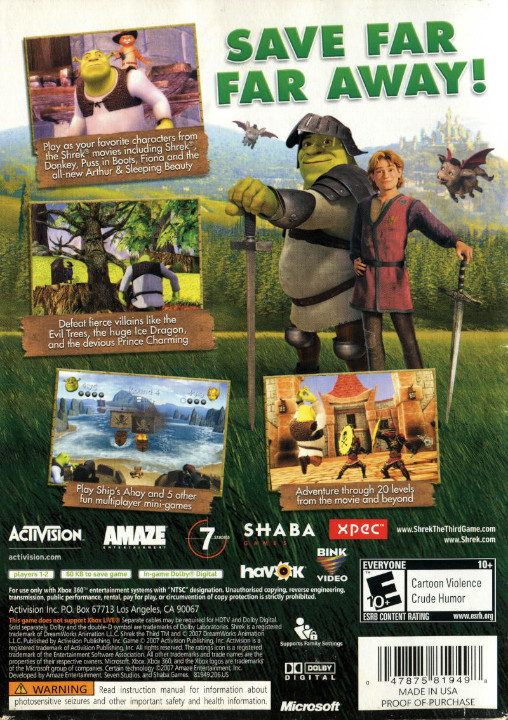 SAVE FAR
FAR AWAY!
Play as your favorite characters from
the Shrek® movies including Shrek,
Donkey, Puss in Boots, Fiona and the
all-new Arthur & Sleeping Beauty
Defeat fierce villains like the
Evil Trees, the huge Ice Dragon,
and the devious Prince Charming
Play Ship's Ahoy and 5 other
fun multiplayer mini-games
Adventure through 20 levels
from the movie and beyond
ACTIVISION
AMAZE
ENTERTAINMENT
7 STUDIOS
SHABA
GAMES
XPEC
www.ShrekTheThirdGame.com
www.Shrek.com
activision.com
players 1-2
50 KB to save game
in-game Dolby® Digital
havok
BINK
VIDEO
EVERYONE 10+
E
10+
Cartoon Violence
Crude Humor
ESRB CONTENT RATING www.esrb.org
For use only with Xbox 360™ entertainment systems with "NTSC" designation. Unauthorized copying, reverse engineering,
transmission, public performance, rental, pay for play, or circumvention of copy protection is strictly prohibited.
Activision Inc. P.O. Box 67713 Los Angeles, CA 90067
This game does not support Xbox LIVE® Separate cables may be required for HDTV and Dolby Digital.
Sold separately. Dolby and the double-D symbol are trademarks of Dolby Laboratories. Shrek is a registered
trademark of DreamWorks Animation L.L.C. Shrek the Third TM and © 2007 DreamWorks Animation
L.L.C. Published by Activision Publishing, Inc. Game © 2007 Activision Publishing, Inc. Activision is a
registered trademark of Activision Publishing, Inc. All rights reserved. The ratings icon is a registered
trademark of the Entertainment Software Association. All other trademarks and trade names are the
properties of their respective owners. Microsoft, Xbox, Xbox 360, and the Xbox logos are trademarks
of the Microsoft group of companies. Certain technology ©2007 Amaze Entertainment, Inc.
Developed by Amaze Entertainment, Seven Studios, and Shaba Games. 81949.206.US
Supports Family Settings
DOLBY
DIGITAL
WARNING
Read instruction manual for information about
photosensitive seizures and other important safety and health information.
Microsoft
0 47875 81949 9
MADE IN USA
PROOF-OF-PURCHASE